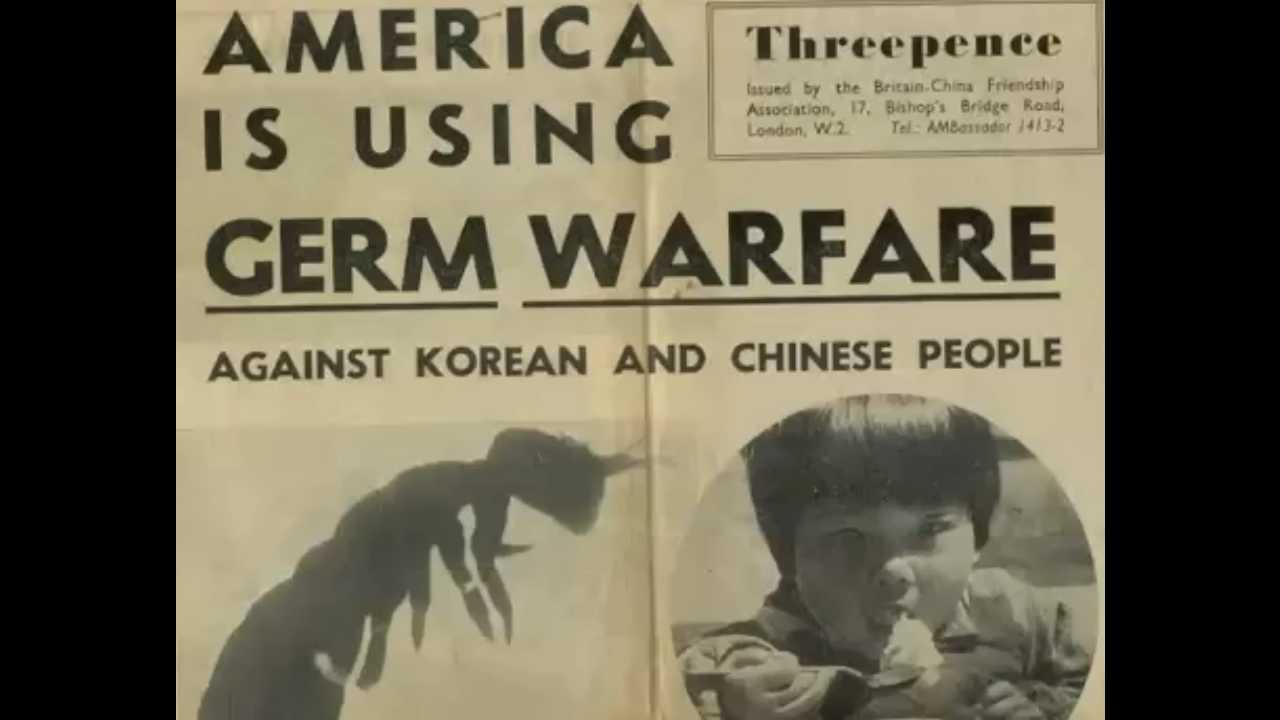 AMERICA
IS USING
GERM WARFARE
AGAINST KOREAN AND CHINESE PEOPLE
Threepence
Issued by the Britain-China Friendship
Association, 17, Bishop's Bridge Road,
London, W.2. Tel.: AMBassador 1413-2